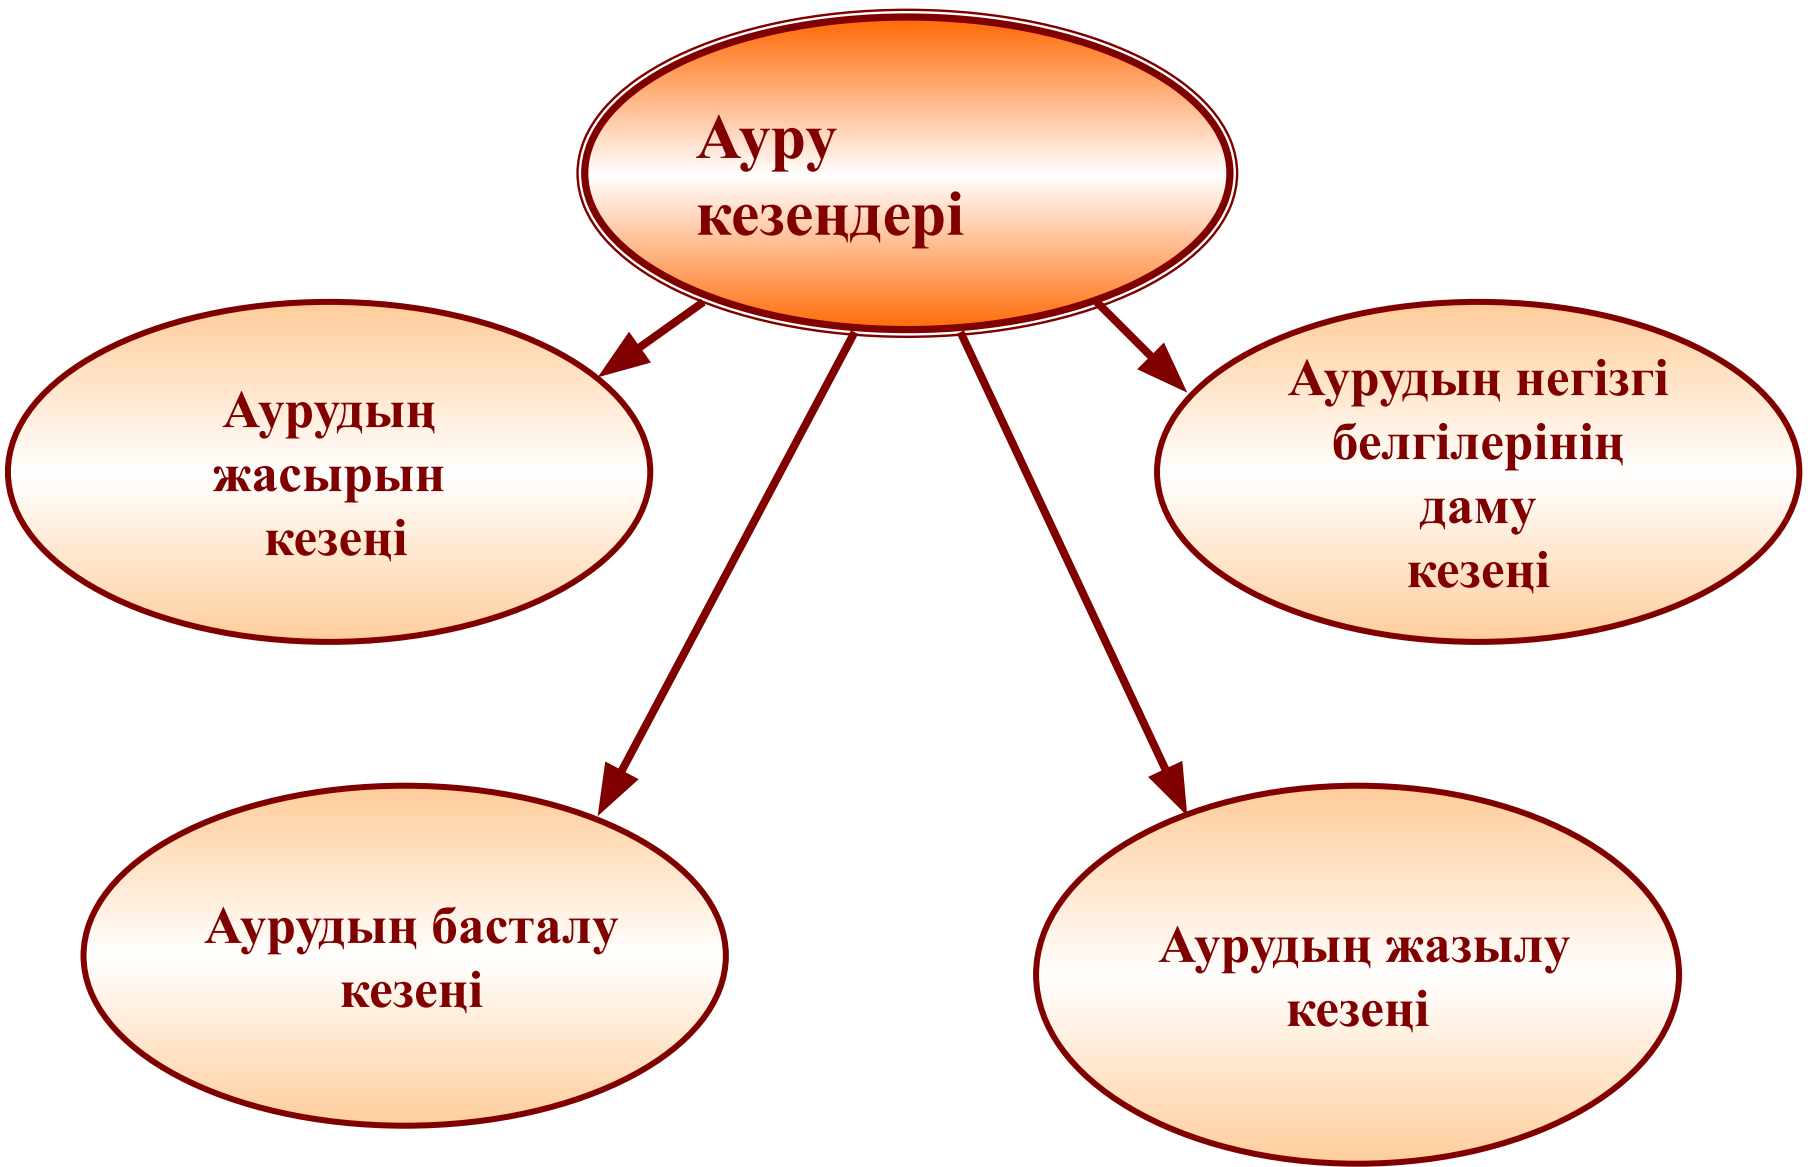 Ауру
кезеңдері
Аурудың
жасырын
кезеңі
Аурудың негізгі
белгілерінің
даму
кезеңі
Аурудың басталу
кезеңі
Аурудың жазылу
кезеңі